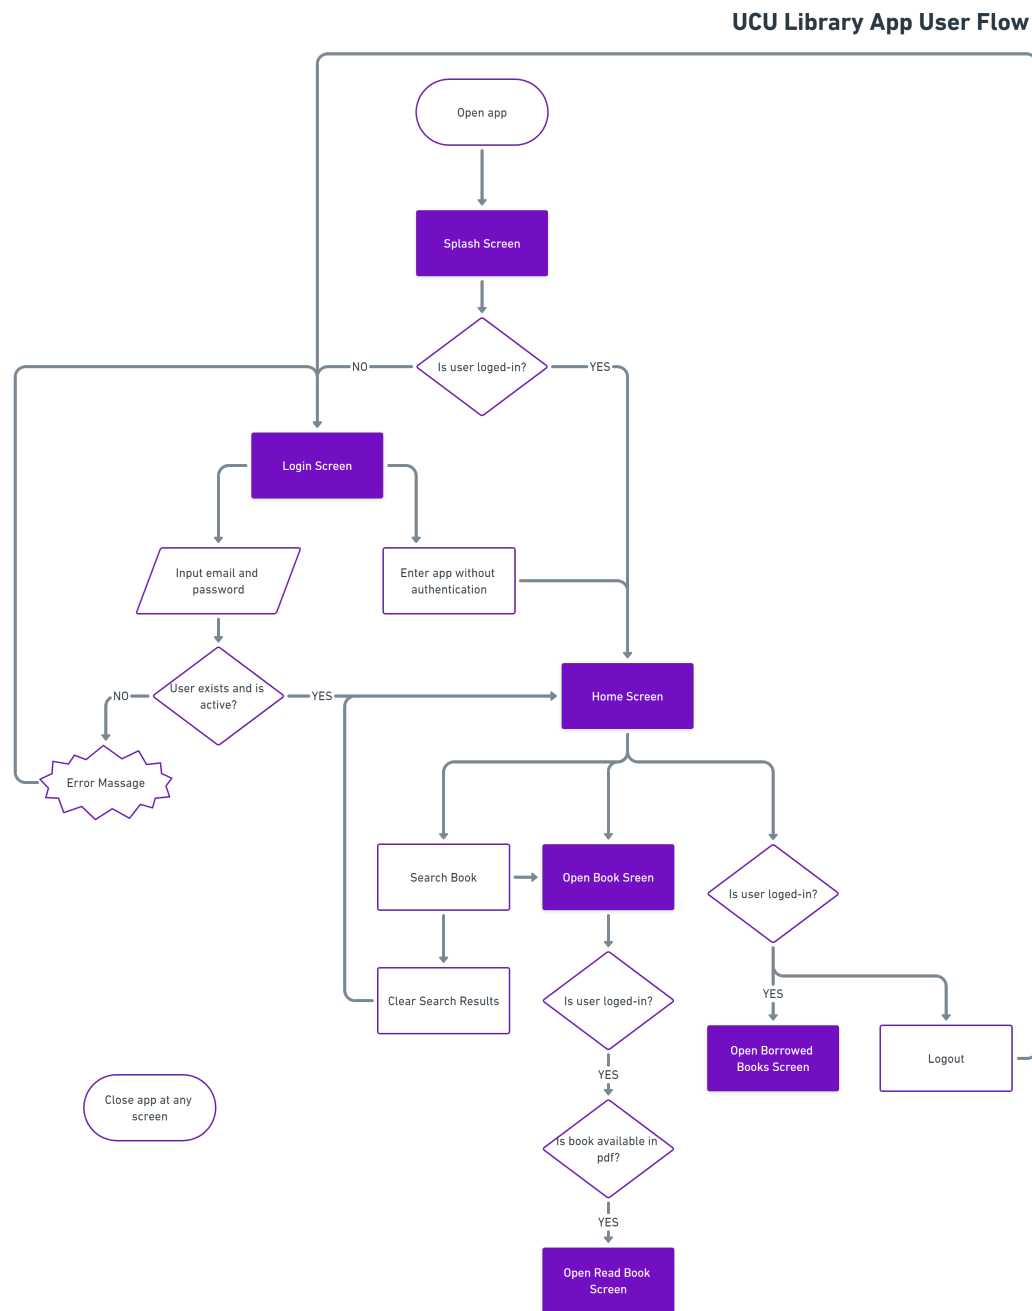 UCU Library App User Flow
Open app
Splash Screen
Is user loged-in?
NO
YES
Login Screen
Input email and
password
Enter app without
authentication
User exists and is
active?
NO
YES
Home Screen
Error Massage
Search Book
Open Book Sreen
Is user loged-in?
Clear Search Results
Is user loged-in?
YES
Open Borrowed
Books Screen
Logout
YES
Close app at any
screen
Is book available in
pdf?
YES
Open Read Book
Screen